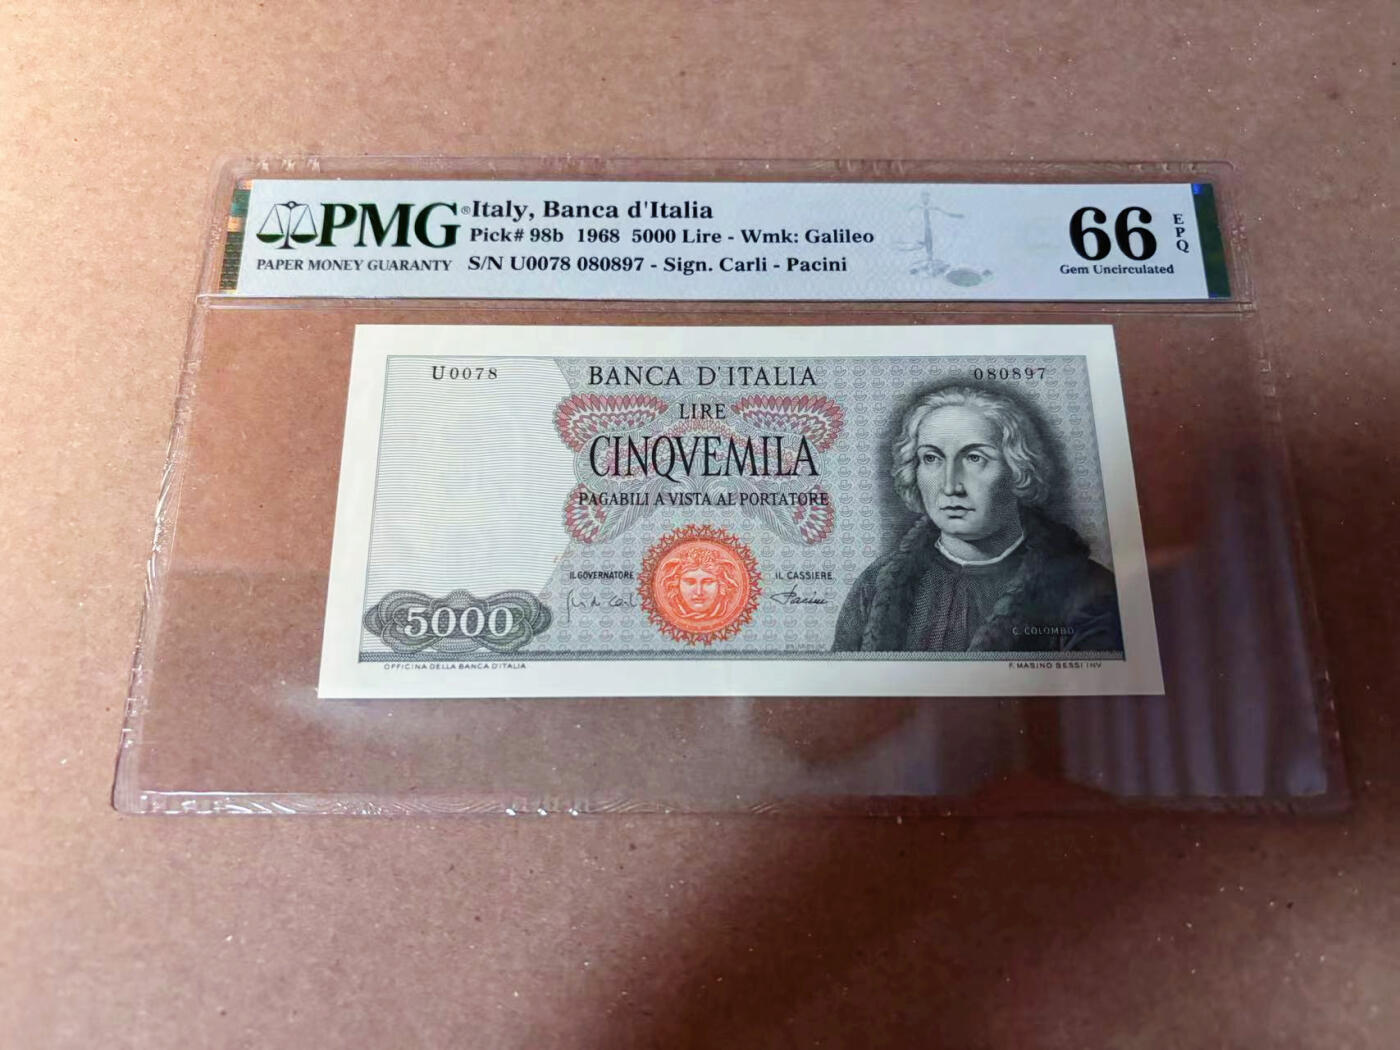 PMG®
PAPER MONEY GUARANTY
Italy, Banca d'Italia
Pick# 98b 1968 5000 Lire - Wmk: Galileo
S/N U0078 080897 - Sign. Carli - Pacini
66
EPQ
Gem Uncirculated
U0078
BANCA D'ITALIA
080897
LIRE
CINQVEMILA
PAGABILI A VISTA AL PORTATORE
IL GOVERNATORE
IL CASSIERE
Pacini
5000
C. COLOMBO
OFFICINA DELLA BANCA D'ITALIA
F. MASINO BESSI INV